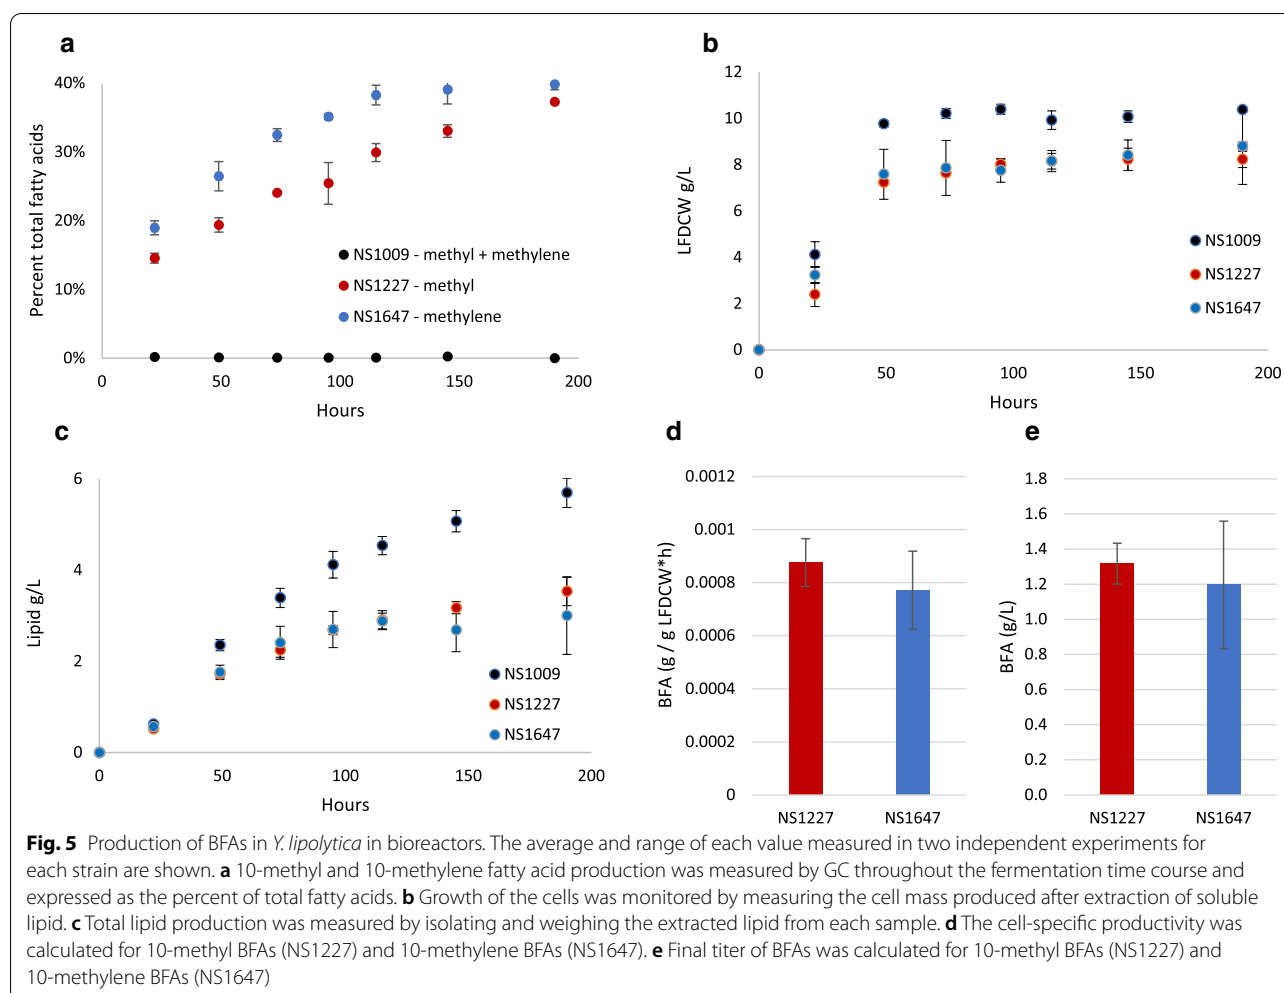 a
40%
30%
20%
10%
0%
Percent total fatty acids
NS1009 - methyl + methylene
NS1227 - methyl
NS1647 - methylene
0 50 100 150 200
Hours
b
12
10
8
6
4
2
0
LFDCW g/L
NS1009
NS1227
NS1647
0 50 100 150 200
Hours
c
6
4
2
0
Lipid g/L
NS1009
NS1227
NS1647
0 50 100 150 200
Hours
d
0.0012
0.001
0.0008
0.0006
0.0004
0.0002
0
BFA (g / g LFDCW*h)
NS1227 NS1647
e
1.8
1.6
1.4
1.2
1.0
0.8
0.6
0.4
0.2
0.0
BFA (g/L)
NS1227 NS1647
Fig. 5 Production of BFAs in Y. lipolytica in bioreactors. The average and range of each value measured in two independent experiments for
each strain are shown. a 10-methyl and 10-methylene fatty acid production was measured by GC throughout the fermentation time course and
expressed as the percent of total fatty acids. b Growth of the cells was monitored by measuring the cell mass produced after extraction of soluble
lipid. c Total lipid production was measured by isolating and weighing the extracted lipid from each sample. d The cell-specific productivity was
calculated for 10-methyl BFAs (NS1227) and 10-methylene BFAs (NS1647). e Final titer of BFAs was calculated for 10-methyl BFAs (NS1227) and
10-methylene BFAs (NS1647)